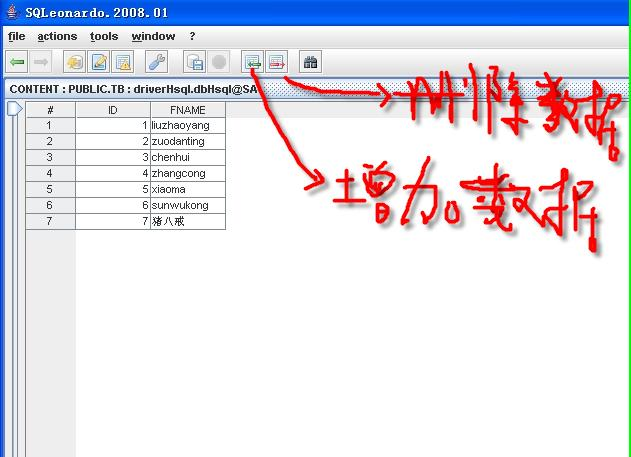 SQLeonardo.2008.01
file actions tools window ?
CONTENT : PUBLIC.TB : driverHsql.dbHsql@SA
# ID FNAME
1 1 liuzhaoyang
2 2 zuodanting
3 3 chenhui
4 4 zhangcong
5 5 xiaoma
6 6 sunwukong
7 7 猪八戒
删除数据
增加数据